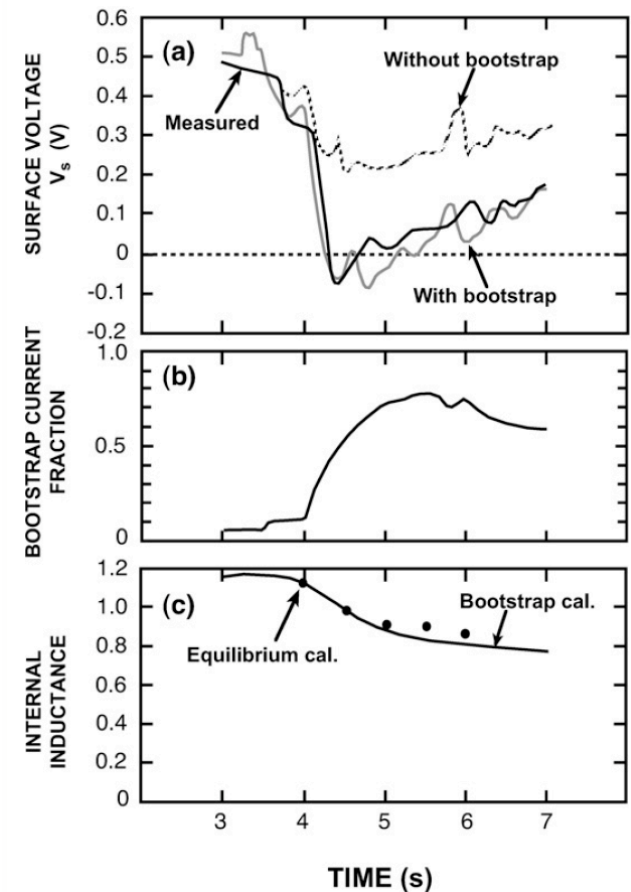 SURFACE VOLTAGE
Vₛ (V)
0.6
0.5
0.4
0.3
0.2
0.1
0
-0.1
-0.2
(a)
Measured
Without bootstrap
With bootstrap
BOOTSTRAP CURRENT
FRACTION
1.0
0.5
0
(b)
INTERNAL
INDUCTANCE
1.2
1.0
0.8
0.6
0.4
0.2
0
(c)
Bootstrap cal.
Equilibrium cal.
3 4 5 6 7
TIME (s)